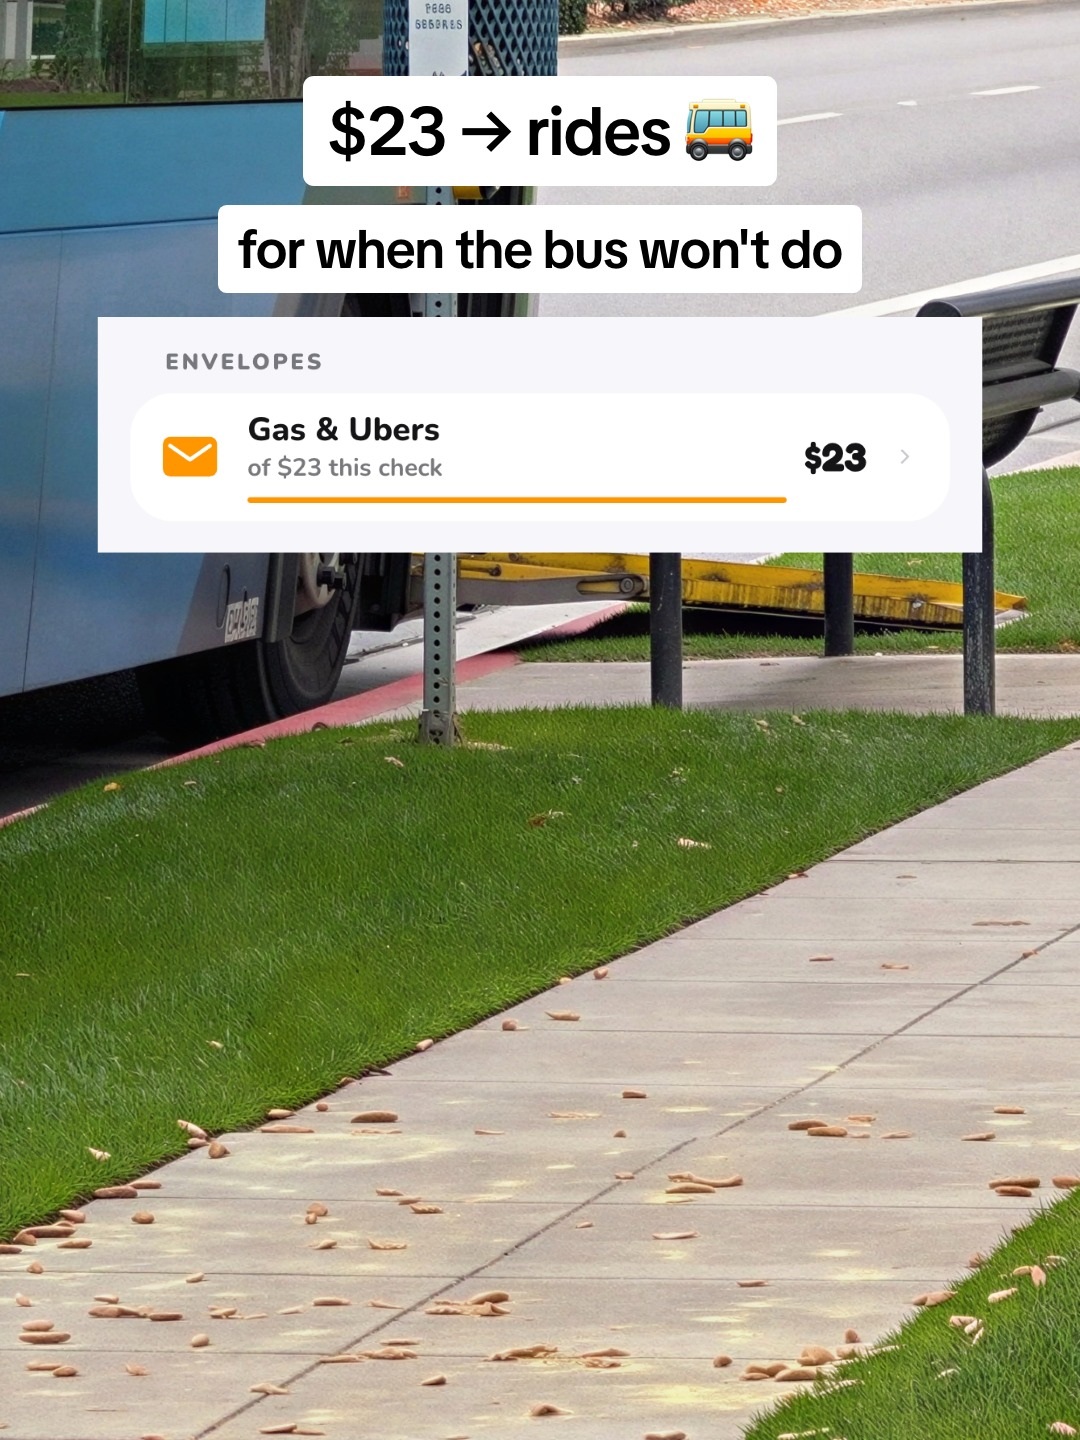 $23 → rides 🚌
for when the bus won't do
ENVELOPES
Gas & Ubers
of $23 this check
$23